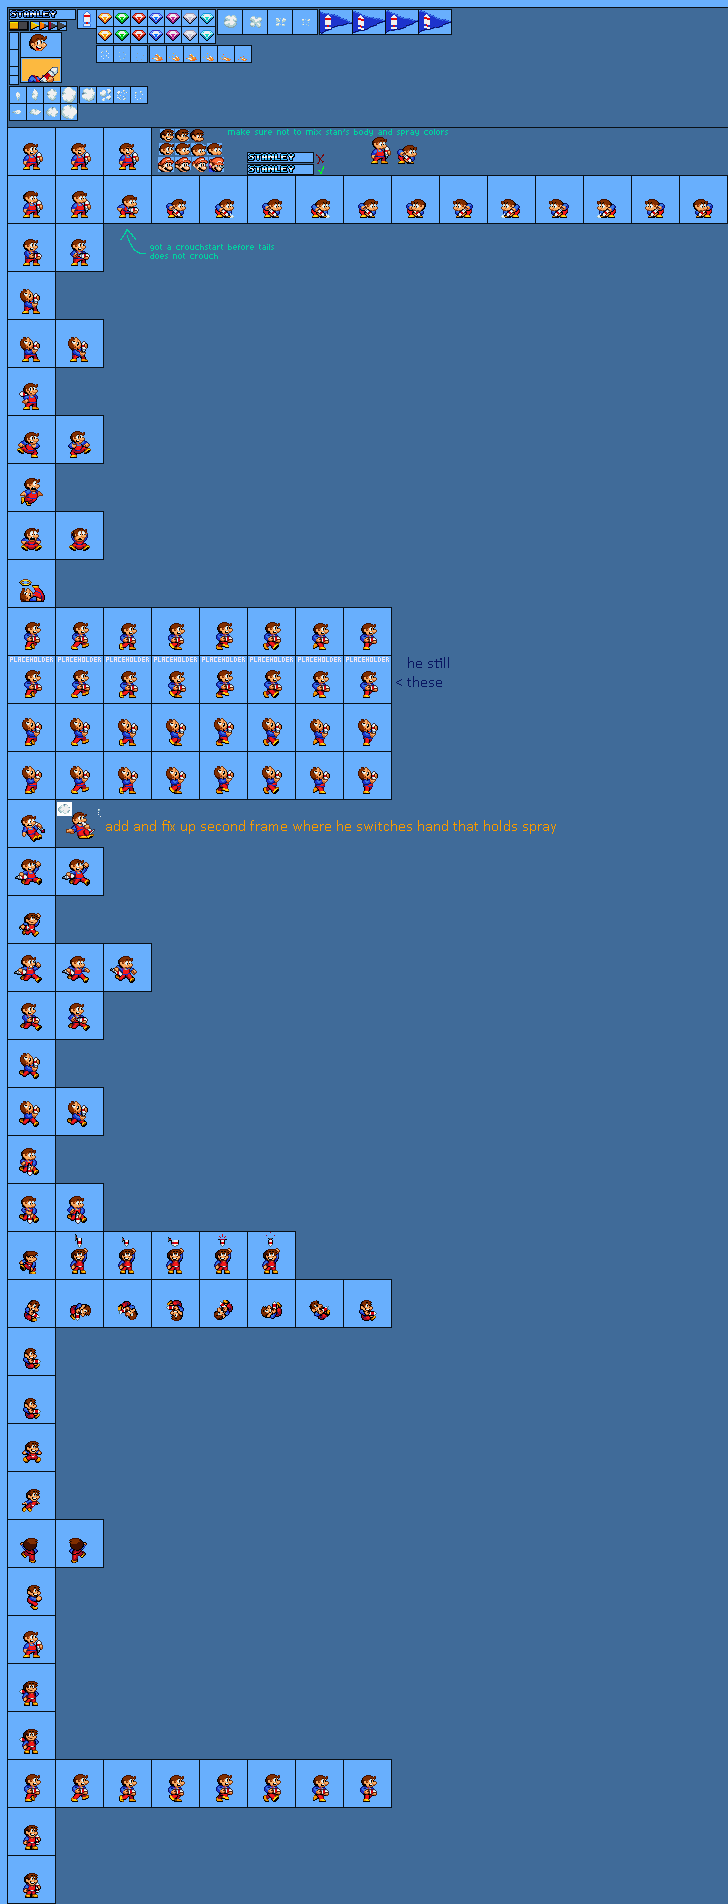 STANLEY
make sure not to mix stan's body and spray colors
STANLEY
STANLEY
got a crouchstart before tails
does not crouch
PLACEHOLDER PLACEHOLDER PLACEHOLDER PLACEHOLDER PLACEHOLDER PLACEHOLDER PLACEHOLDER PLACEHOLDER
he still
< these
add and fix up second frame where he switches hand that holds spray